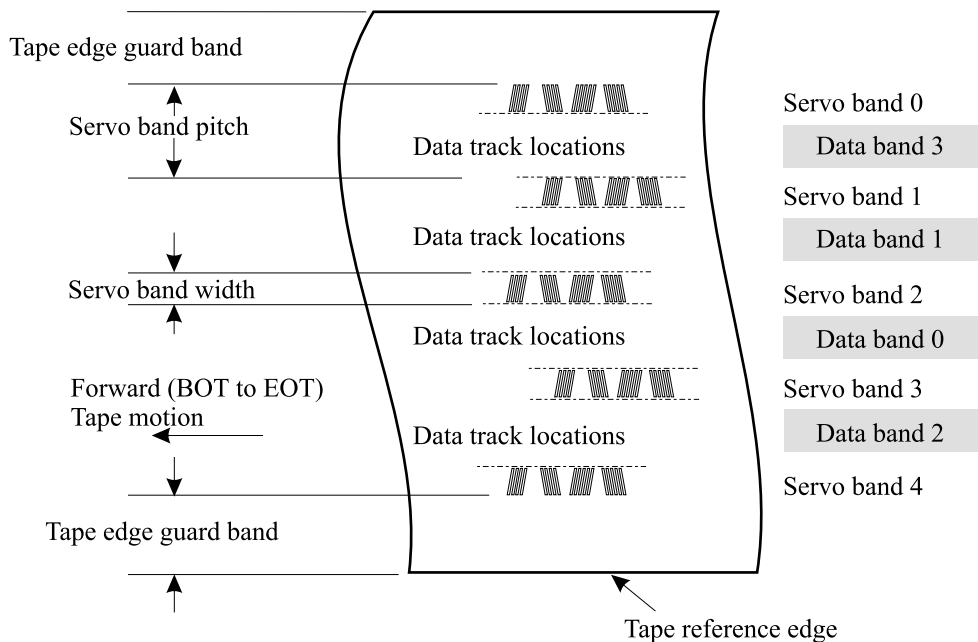 Tape edge guard band
Servo band pitch
Servo band width
Forward (BOT to EOT)
Tape motion
Tape edge guard band
Data track locations
Data track locations
Data track locations
Data track locations
Servo band 0
Data band 3
Servo band 1
Data band 1
Servo band 2
Data band 0
Servo band 3
Data band 2
Servo band 4
Tape reference edge